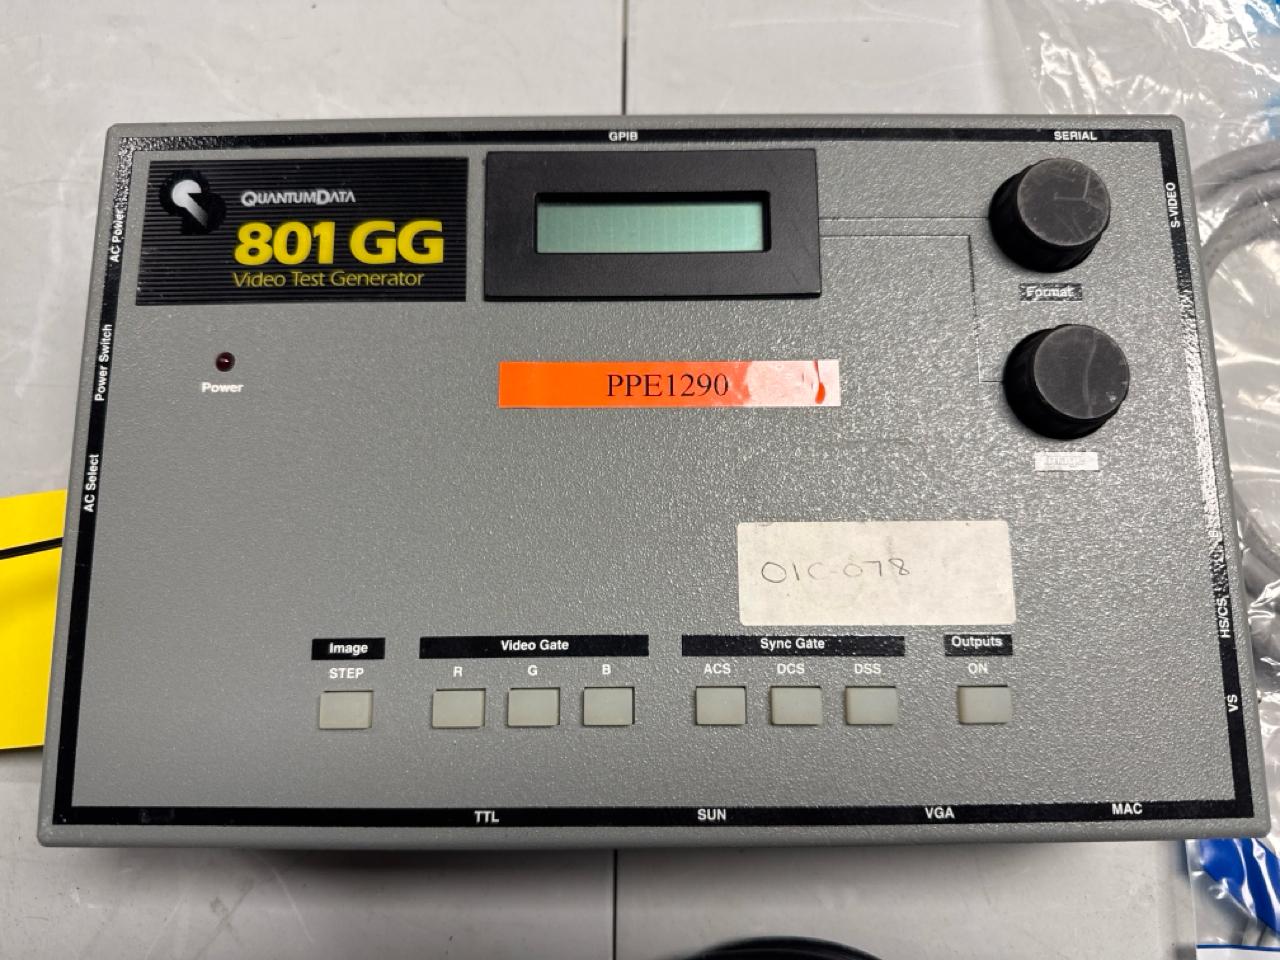 GPIB
SERIAL
QUANTUMDATA
801 GG
Video Test Generator
AC Power
S-VIDEO
Format
TV
Power Switch
Power
PPE1290
AC Select
01C-078
HS/CS
Image
Video Gate
Sync Gate
Outputs
STEP
R
G
B
ACS
DCS
DSS
ON
VS
TTL
SUN
VGA
MAC